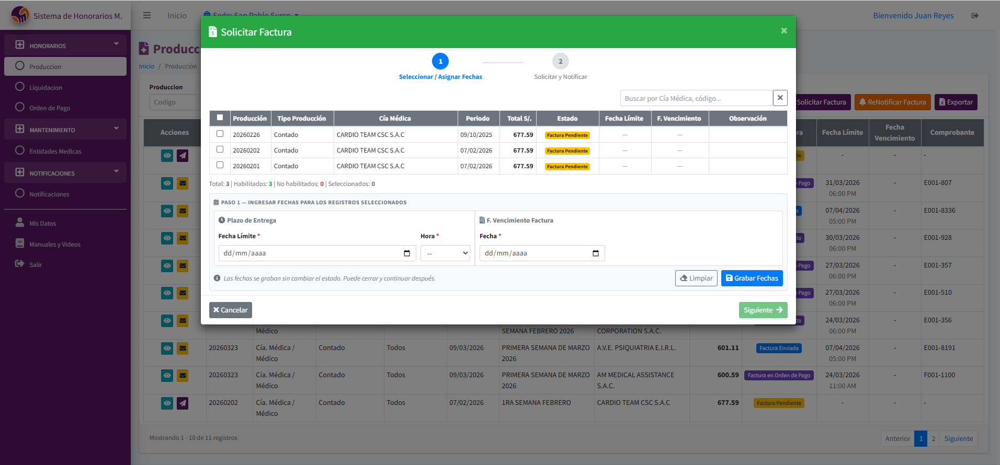 Sistema de Honorarios M.
Inicio
Sede: San Pablo Surco
Bienvenido Juan Reyes
HONORARIOS
Produccion
Liquidacion
Orden de Pago
MANTENIMIENTO
Entidades Medicas
NOTIFICACIONES
Notificaciones
Mis Datos
Manuales y Videos
Salir
Producc
Inicio / Producción
Produccion
Codigo
Solicitar Factura
ReNotificar Factura
Exportar
Solicitar Factura
1
Seleccionar / Asignar Fechas
2
Solicitar y Notificar
Buscar por Cía Médica, código...
Producción Tipo Producción Cía Médica Periodo Total S/. Estado Fecha Límite F. Vencimiento Observación
20260226 Contado CARDIO TEAM CSC S.A.C 09/10/2025 677.59 Factura Pendiente — —
20260202 Contado CARDIO TEAM CSC S.A.C 07/02/2026 677.59 Factura Pendiente — —
20260201 Contado CARDIO TEAM CSC S.A.C 07/02/2026 677.59 Factura Pendiente — —
Total: 3 | Habilitados: 3 | No habilitados: 0 | Seleccionados: 0
PASO 1 — INGRESAR FECHAS PARA LOS REGISTROS SELECCIONADOS
Plazo de Entrega
Fecha Límite * Hora *
dd/mm/aaaa --
F. Vencimiento Factura
Fecha *
dd/mm/aaaa
Las fechas se graban sin cambiar el estado. Puede cerrar y continuar después.
Limpiar
Grabar Fechas
Cancelar
Siguiente
Acciones ra Fecha Límite Fecha Vencimiento Comprobante
te - - -
e Pago 31/03/2026 - E001-807
06:00 PM
a 07/04/2026 - E001-8336
05:00 PM
da 30/03/2026 - E001-928
06:00 PM
e Pago 27/03/2026 - E001-357
06:00 PM
e Pago 27/03/2026 - E001-510
06:00 PM
da 24/03/2026 - E001-356
Médico SEMANA FEBRERO 2026 CORPORATION S.A.C. 06:00 PM
20260323 Cía. Médica / Contado Todos 09/03/2026 PRIMERA SEMANA DE MARZO A.V.E. PSIQUIATRIA E.I.R.L. 601.11 Factura Enviada 07/04/2026 - E001-8191
Médico 2026 05:00 PM
20260323 Cía. Médica / Contado Todos 09/03/2026 PRIMERA SEMANA DE MARZO AM MEDICAL ASSISTANCE 600.59 Factura en Orden de Pago 24/03/2026 - F001-1100
Médico 2026 S.A.C. 11:00 AM
20260202 Cía. Médica / Contado Todos 07/02/2026 1RA SEMANA FEBRERO CARDIO TEAM CSC S.A.C 677.59 Factura Pendiente - - -
Médico
Mostrando 1 - 10 de 11 registros
Anterior 1 2 Siguiente